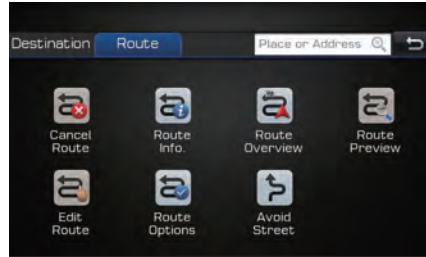 Destination Route Place or Address
Cancel Route
Route Info.
Route Overview
Route Preview
Edit Route
Route Options
Avoid Street